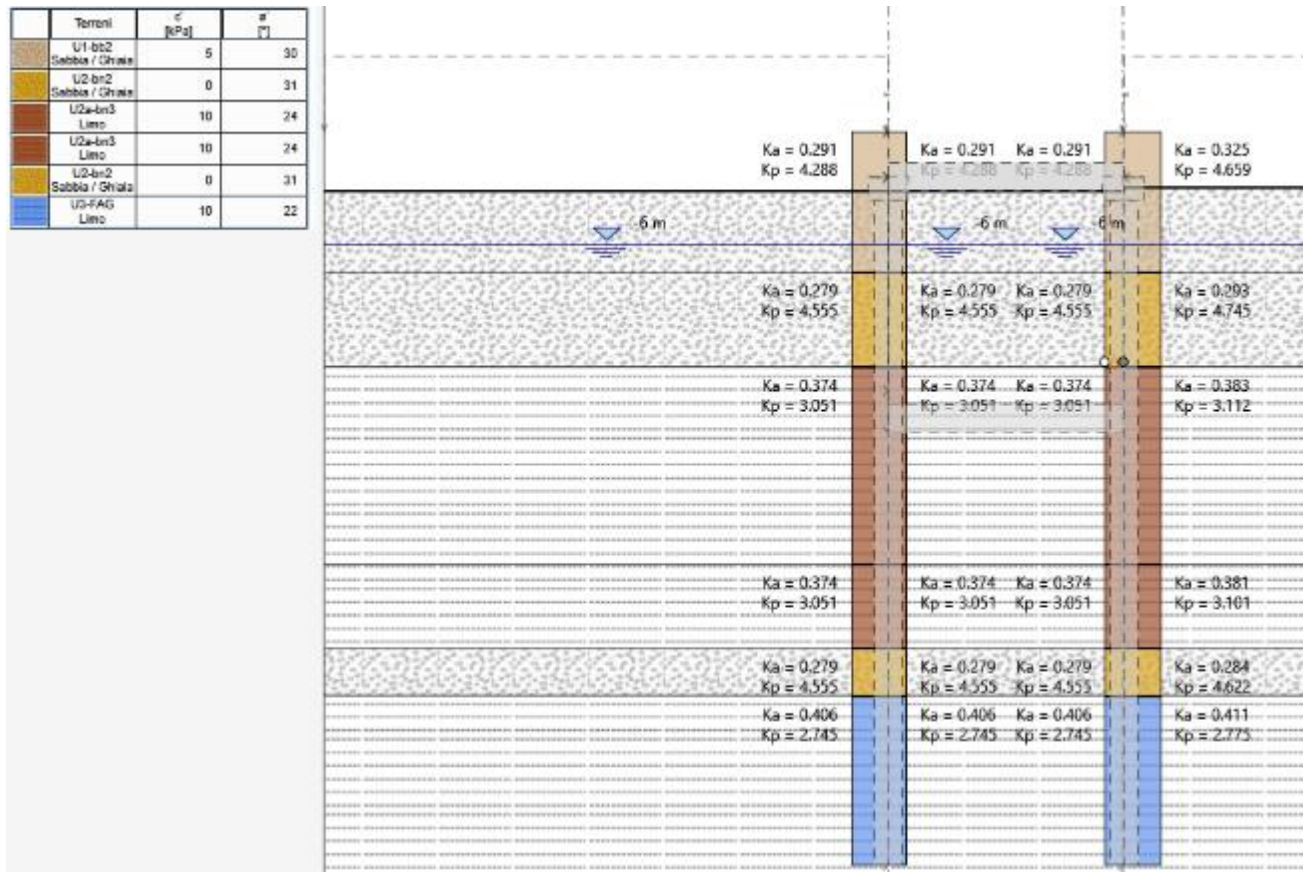 Terreni c' ø'
[kPa] [°]
U1-bb2
Sabbia / Ghiaia 5 30
U2-bn2
Sabbia / Ghiaia 0 31
U2a-bn3
Limo 10 24
U2a-bn3
Limo 10 24
U2-bn2
Sabbia / Ghiaia 0 31
U3-FAG
Limo 10 22
Ka = 0.291 Ka = 0.291 Ka = 0.291 Ka = 0.325
Kp = 4.288 Kp = 4.288 Kp = 4.288 Kp = 4.659
-6 m -6 m -6 m
Ka = 0.279 Ka = 0.279 Ka = 0.279 Ka = 0.293
Kp = 4.555 Kp = 4.555 Kp = 4.555 Kp = 4.745
Ka = 0.374 Ka = 0.374 Ka = 0.374 Ka = 0.383
Kp = 3.051 Kp = 3.051 Kp = 3.051 Kp = 3.112
Ka = 0.374 Ka = 0.374 Ka = 0.374 Ka = 0.381
Kp = 3.051 Kp = 3.051 Kp = 3.051 Kp = 3.101
Ka = 0.279 Ka = 0.279 Ka = 0.279 Ka = 0.284
Kp = 4.555 Kp = 4.555 Kp = 4.555 Kp = 4.622
Ka = 0.406 Ka = 0.406 Ka = 0.406 Ka = 0.411
Kp = 2.745 Kp = 2.745 Kp = 2.745 Kp = 2.775